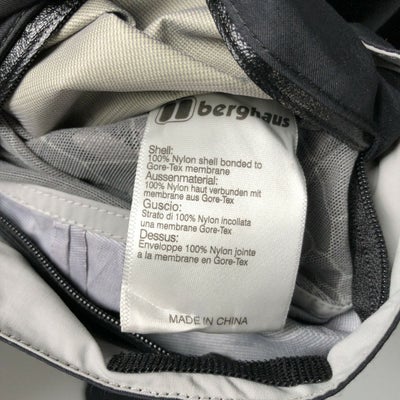 berghaus
Shell:
100% Nylon shell bonded to
Gore-Tex membrane
Aussenmaterial:
100% Nylon haut verbunden mit
membrane aus Gore-Tex
Guscio:
Strato di 100% Nylon incollata
una membrane Gore-Tex
Dessus:
Enveloppe 100% Nylon jointe
a la membrane en Gore-Tex
MADE IN CHINA